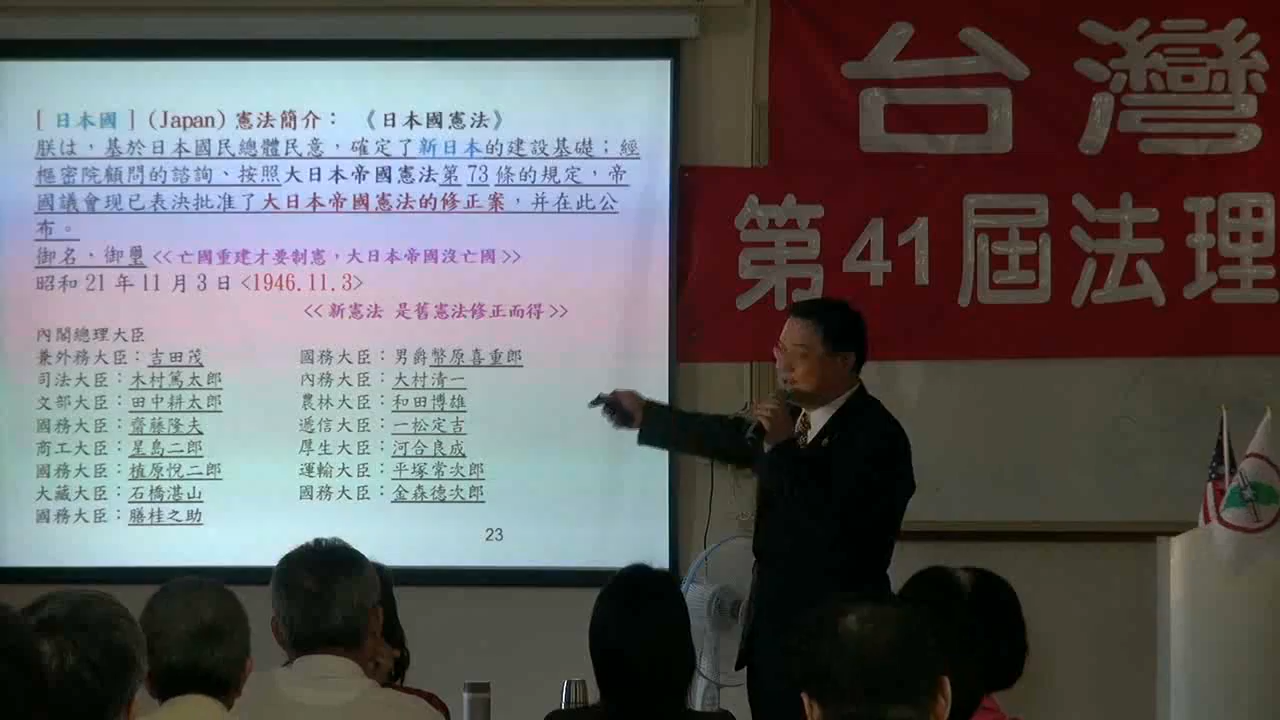 [ 日本國 ] (Japan) 憲法簡介： 《日本國憲法》
朕は，基於日本國民總體民意，確定了新日本的建設基礎；經
樞密院顧問的諮詢、按照大日本帝國憲法第 73 條的規定，帝
國議會現已表決批准了大日本帝國憲法的修正案，并在此公
布。
御名，御璽 <<亡國重建才要制憲，大日本帝國沒亡國>>
昭和 21 年 11 月 3 日 <1946.11.3>
<<新憲法 是舊憲法修正而得>>
內閣總理大臣
兼外務大臣：吉田茂 國務大臣：男爵幣原喜重郎
司法大臣：木村篤太郎 內務大臣：大村清一
文部大臣：田中耕太郎 農林大臣：和田博雄
國務大臣：齋藤隆夫 遞信大臣：一松定吉
商工大臣：星島二郎 厚生大臣：河合良成
國務大臣：植原悅二郎 運輸大臣：平塚常次郎
大藏大臣：石橋湛山 國務大臣：金森德次郎
國務大臣：膳桂之助
23
台灣
第41屆法理